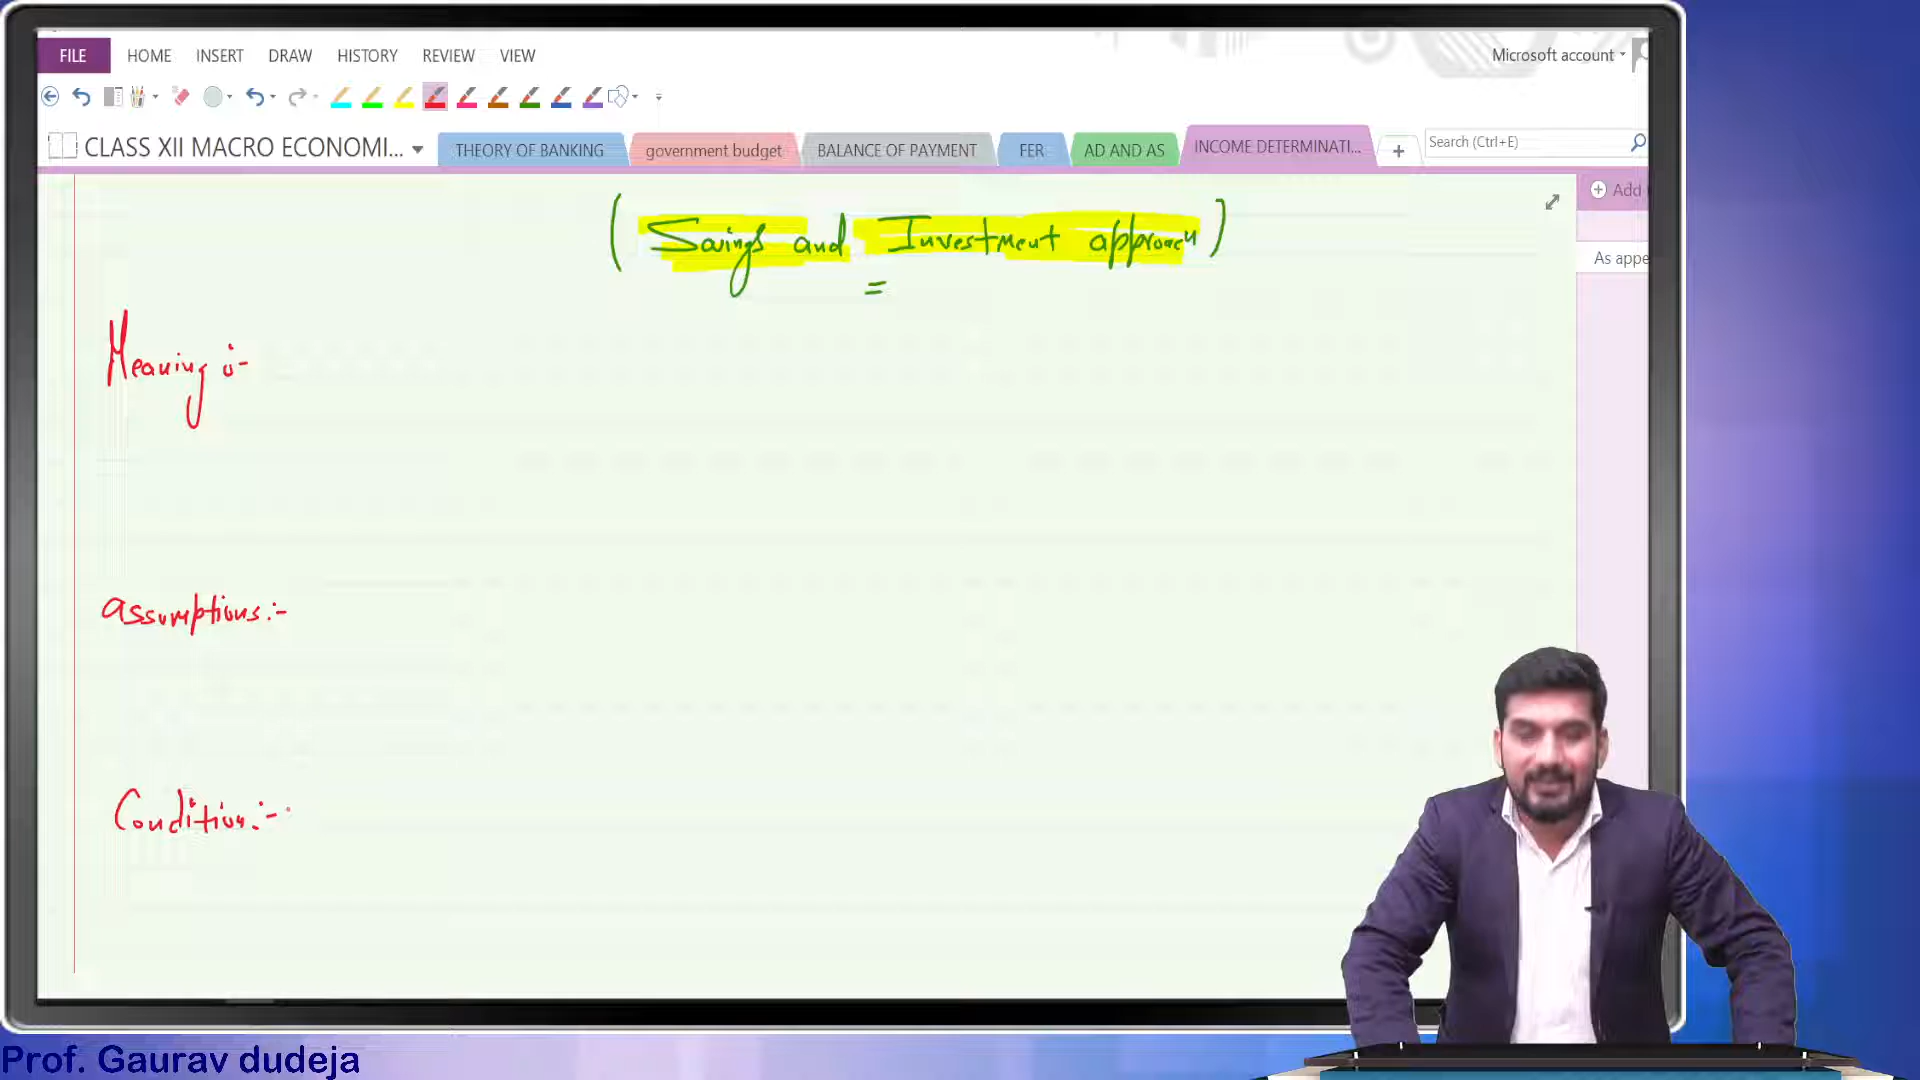 FILE HOME INSERT DRAW HISTORY REVIEW VIEW Microsoft account
CLASS XII MACRO ECONOMI... THEORY OF BANKING government budget BALANCE OF PAYMENT FER AD AND AS INCOME DETERMINATI... + Search (Ctrl+E)
Add
(Savings and Investment approach)
=
As appe
Meaning :-
Assumptions :-
Condition :-
Prof. Gaurav dudeja